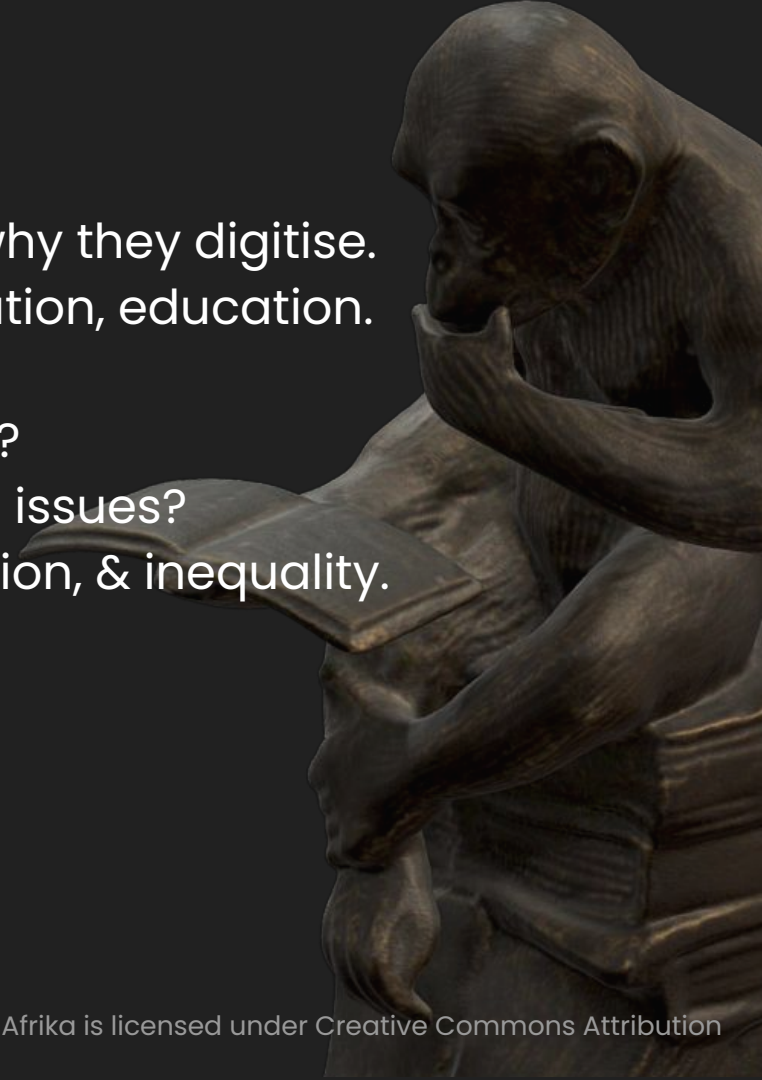 why they digitise.
ation, education.
?
issues?
ion, & inequality.
Afrika is licensed under Creative Commons Attribution